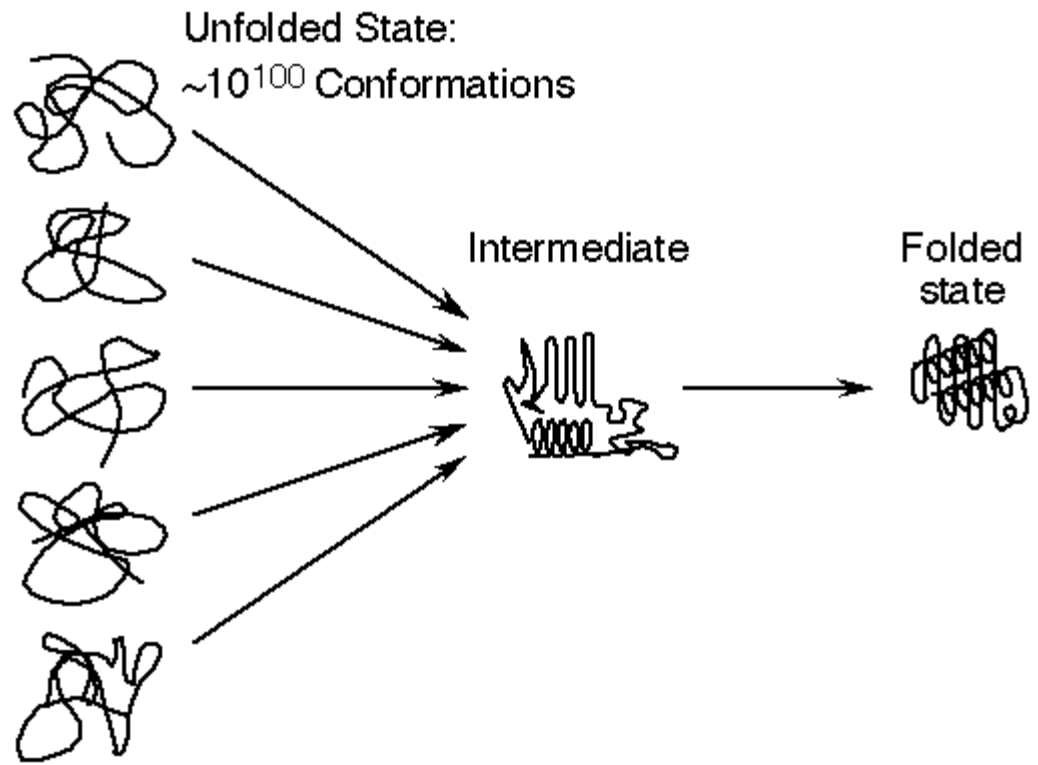 Unfolded State:
~10¹⁰⁰ Conformations
Intermediate
Folded
state